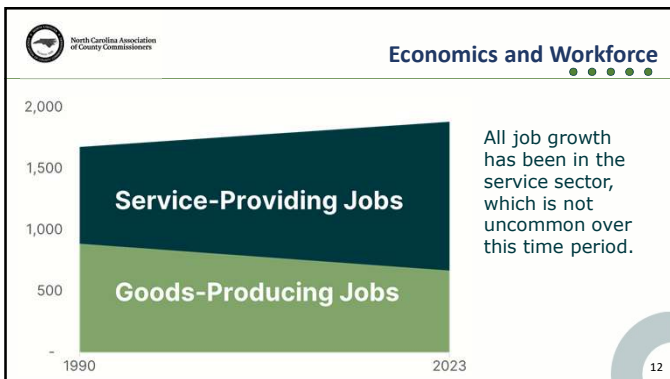 North Carolina Association
of County Commissioners
Economics and Workforce
2,000
1,500
1,000
500
-
Service-Providing Jobs
Goods-Producing Jobs
1990
2023
All job growth
has been in the
service sector,
which is not
uncommon over
this time period.
12